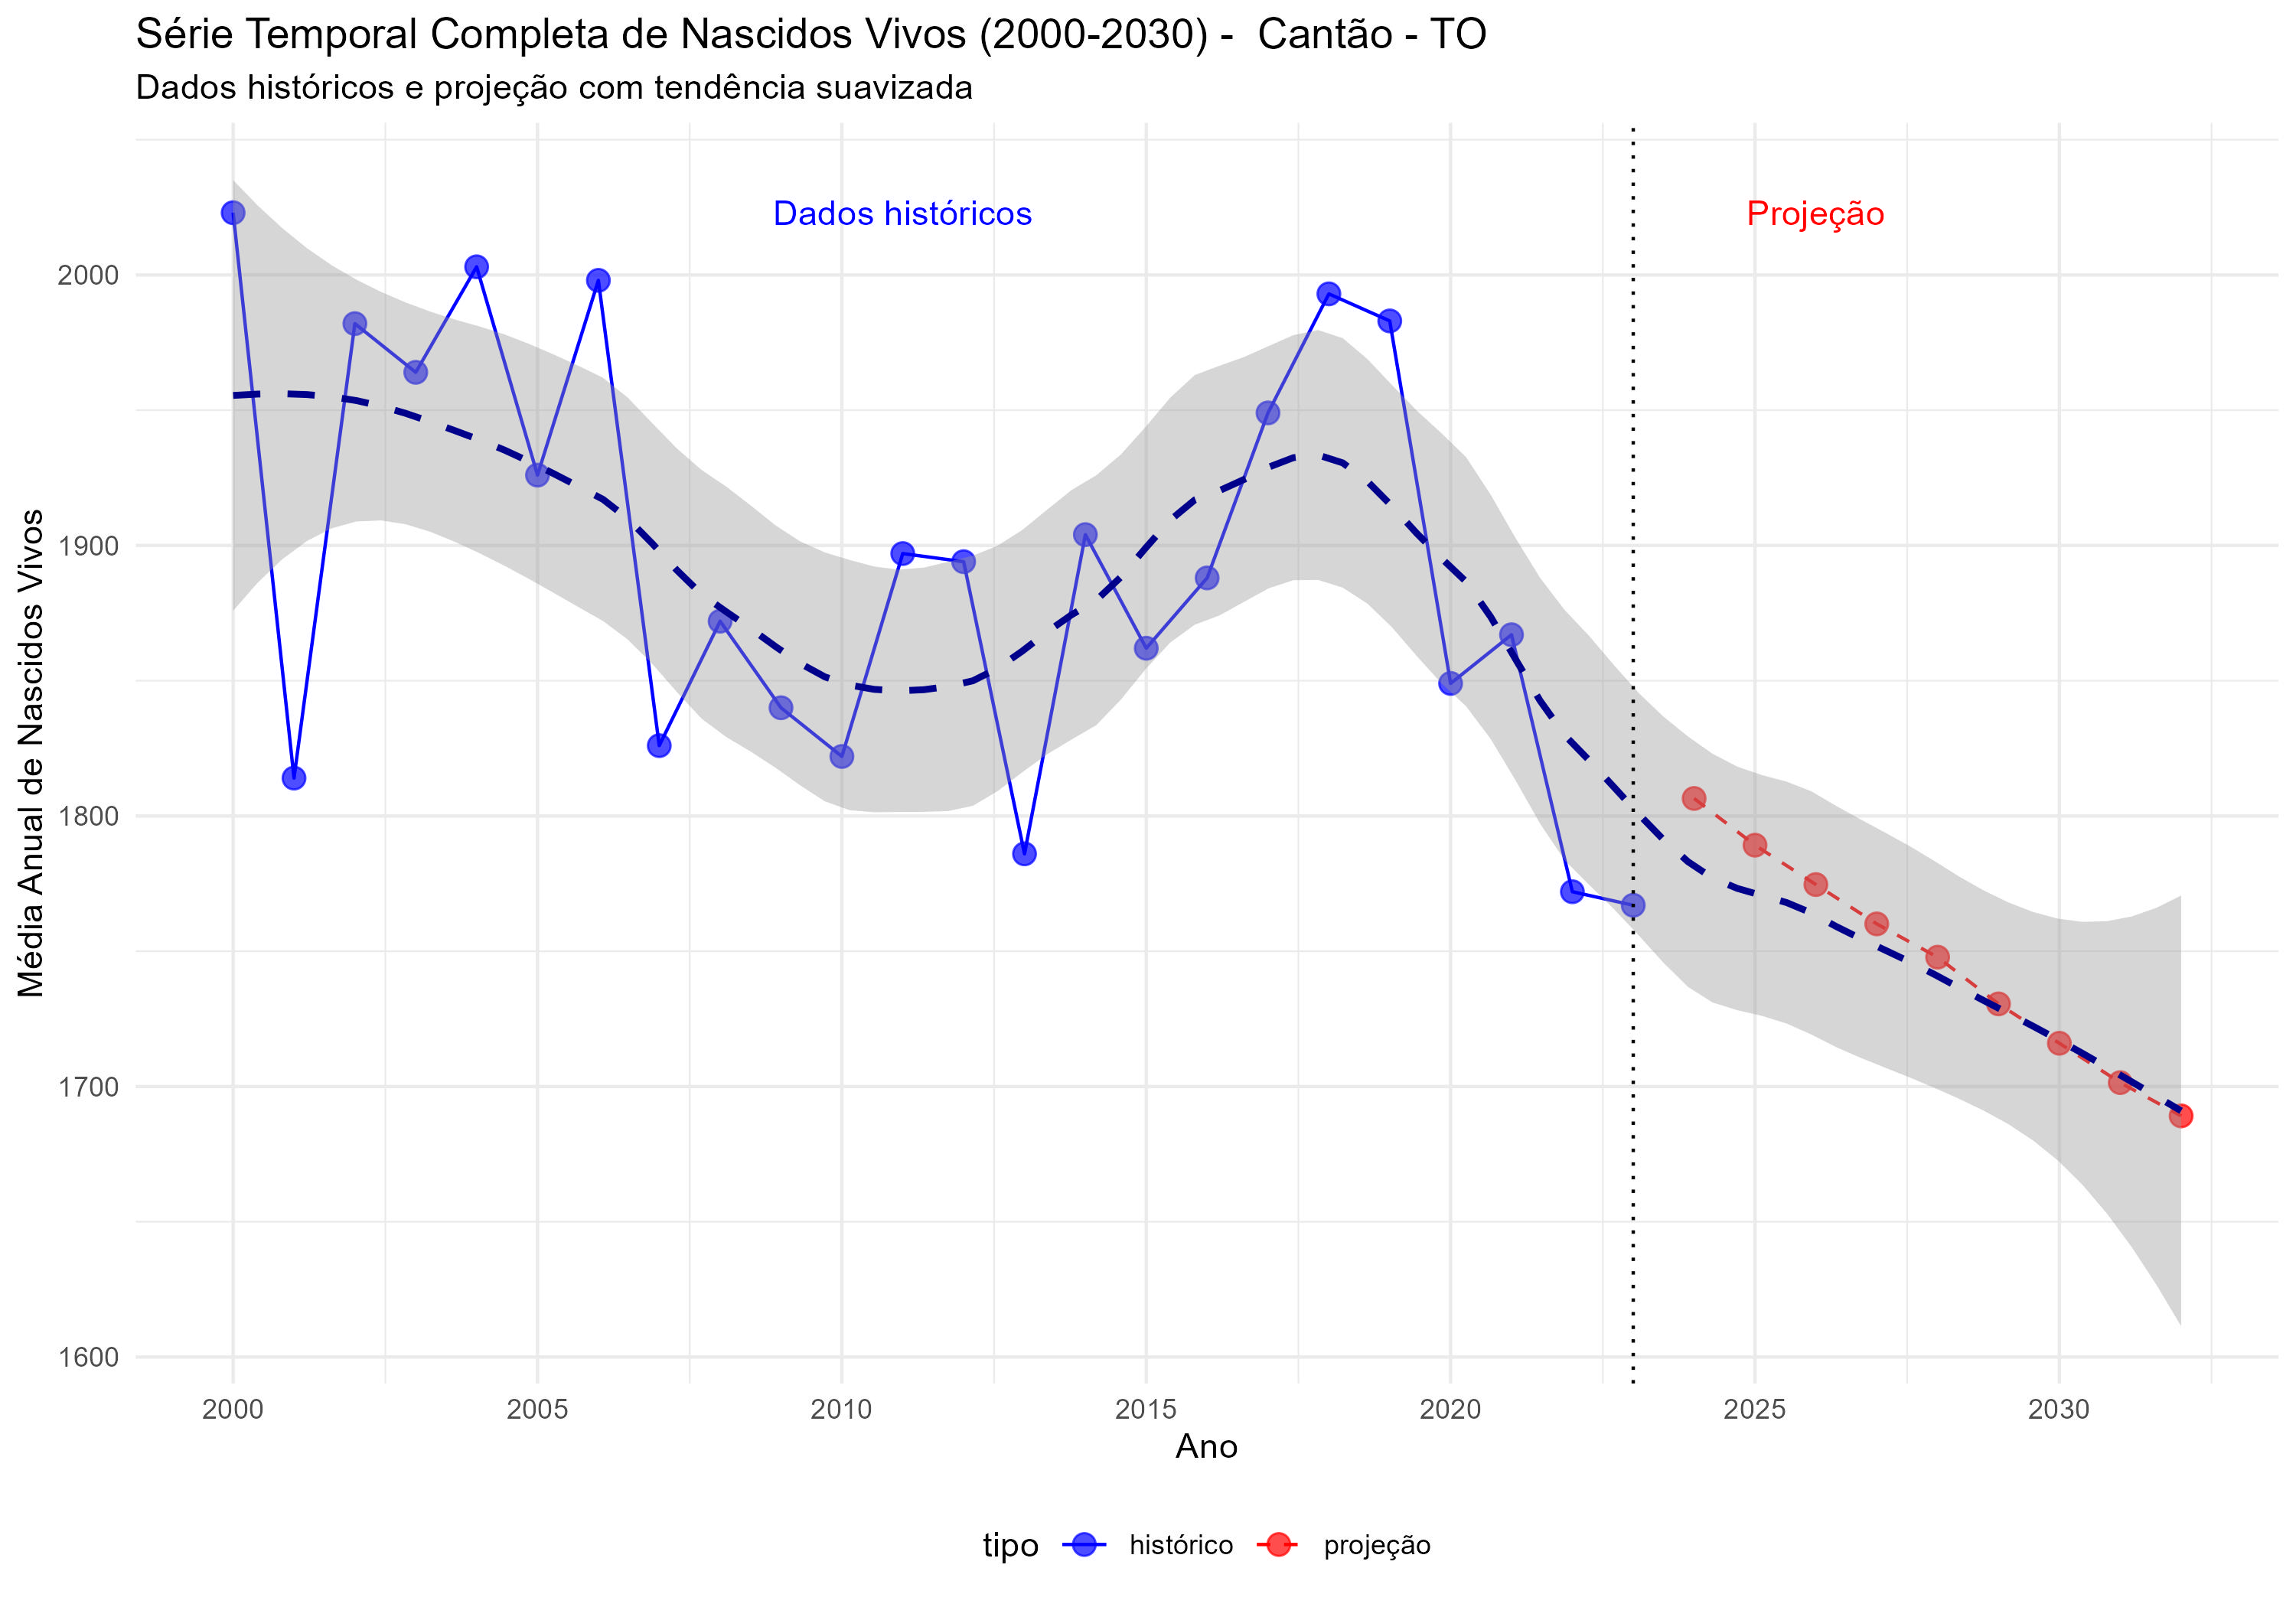 Série Temporal Completa de Nascidos Vivos (2000-2030) -  Cantão - TO
Dados históricos e projeção com tendência suavizada
Dados históricos
Projeção
Média Anual de Nascidos Vivos
2000
1900
1800
1700
1600
2000
2005
2010
2015
2020
2025
2030
Ano
tipo
histórico
projeção